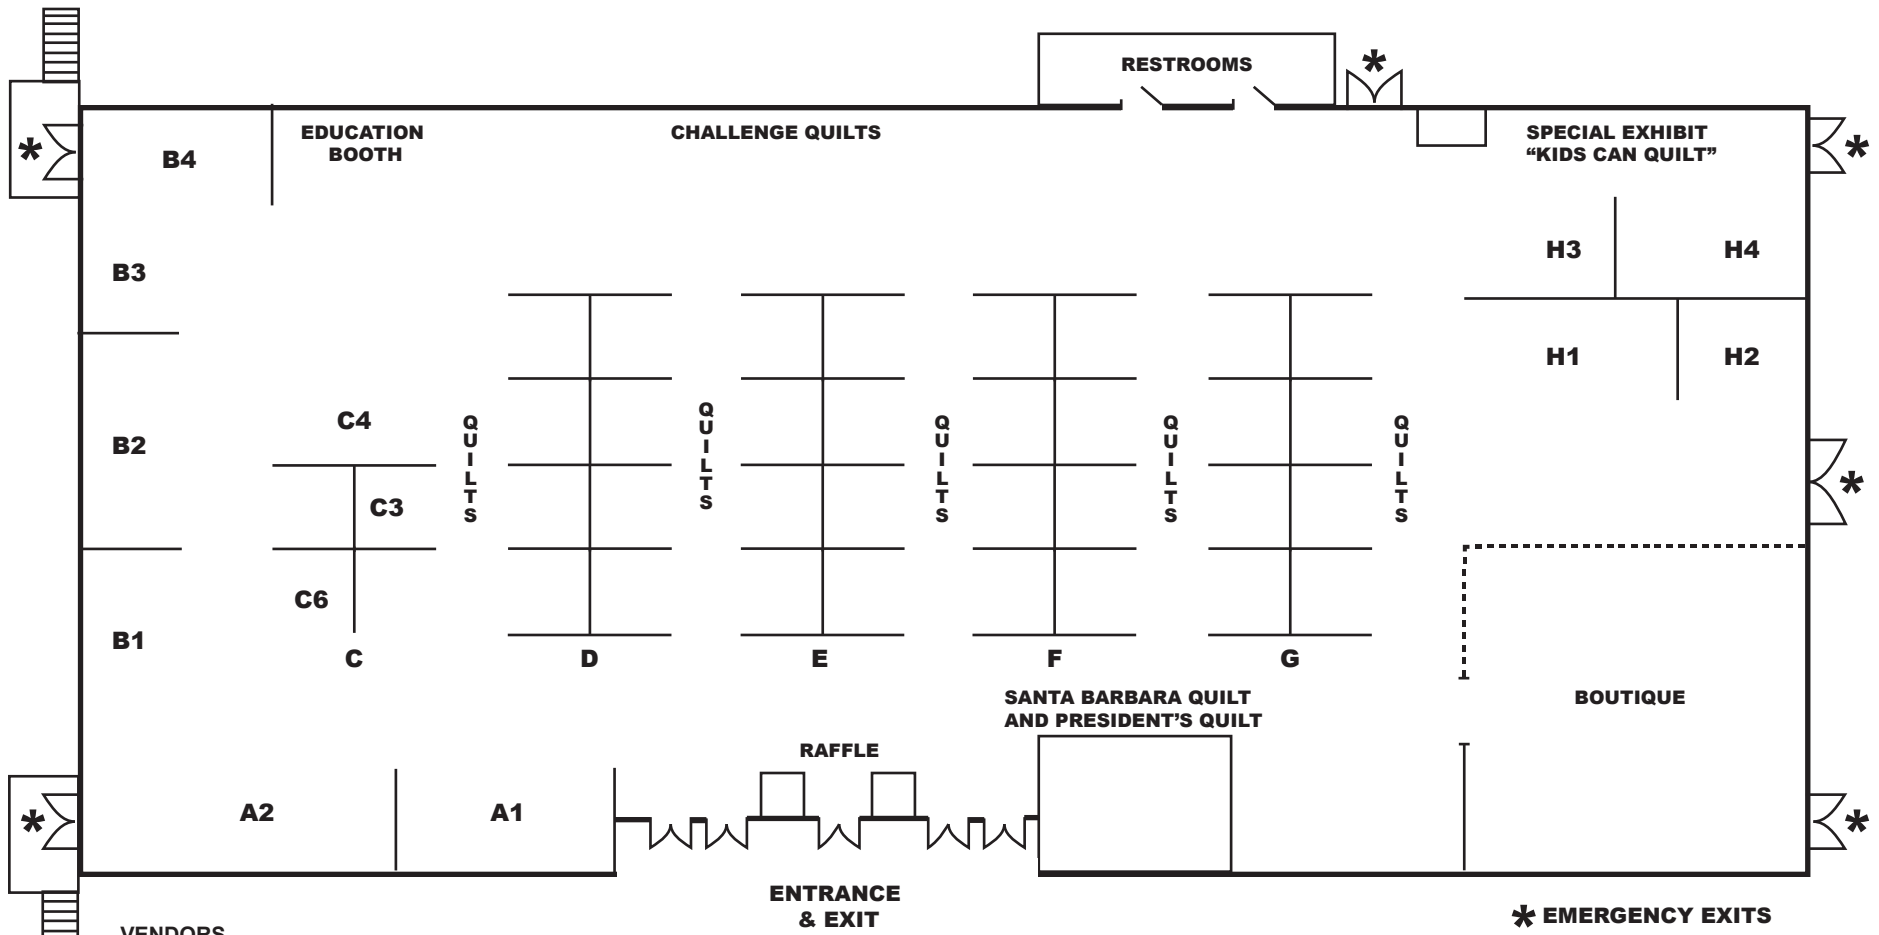 RESTROOMS
*
*
B4
EDUCATION
BOOTH
CHALLENGE QUILTS
SPECIAL EXHIBIT
“KIDS CAN QUILT”
*
B3
H3
H4
H1
H2
B2
C4
QUILTS
QUILTS
QUILTS
QUILTS
QUILTS
*
C3
C6
B1
C
D
E
F
G
SANTA BARBARA QUILT
AND PRESIDENT’S QUILT
BOUTIQUE
RAFFLE
*
A2
A1
*
ENTRANCE
& EXIT
* EMERGENCY EXITS
VENDORS